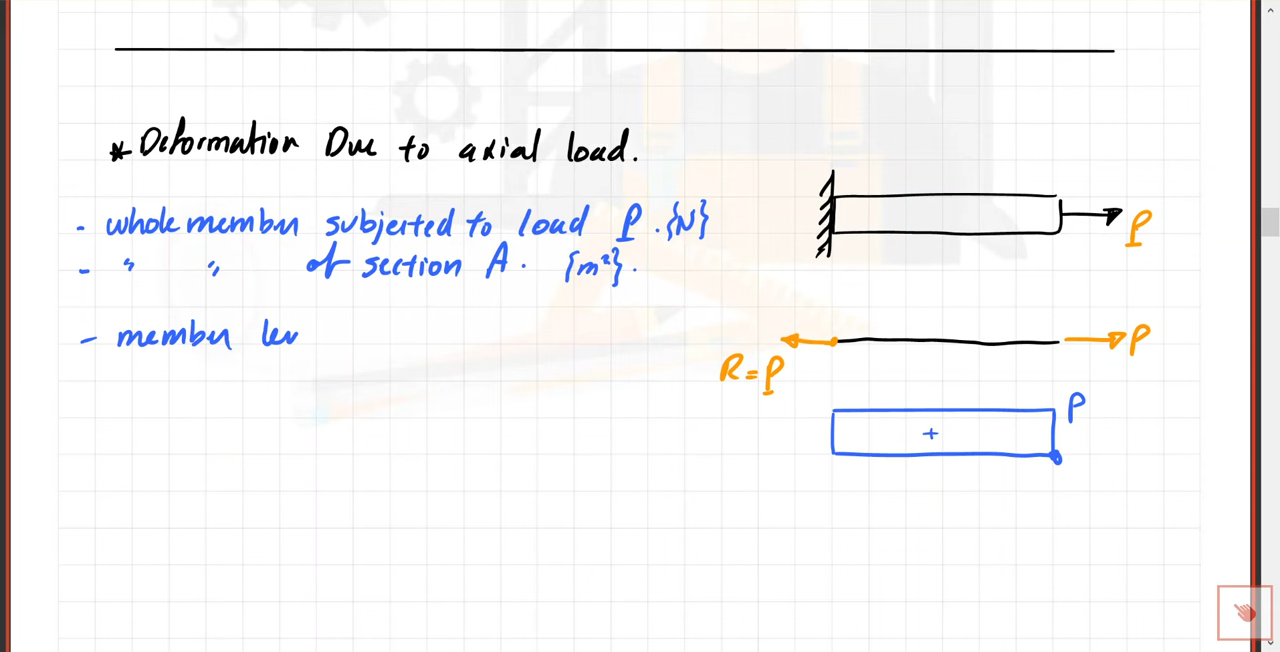 * Deformation Due to axial load.
- whole member subjected to load P. {N}
- " " of section A. {m²}.
- member len
P
R = P
P
+
P